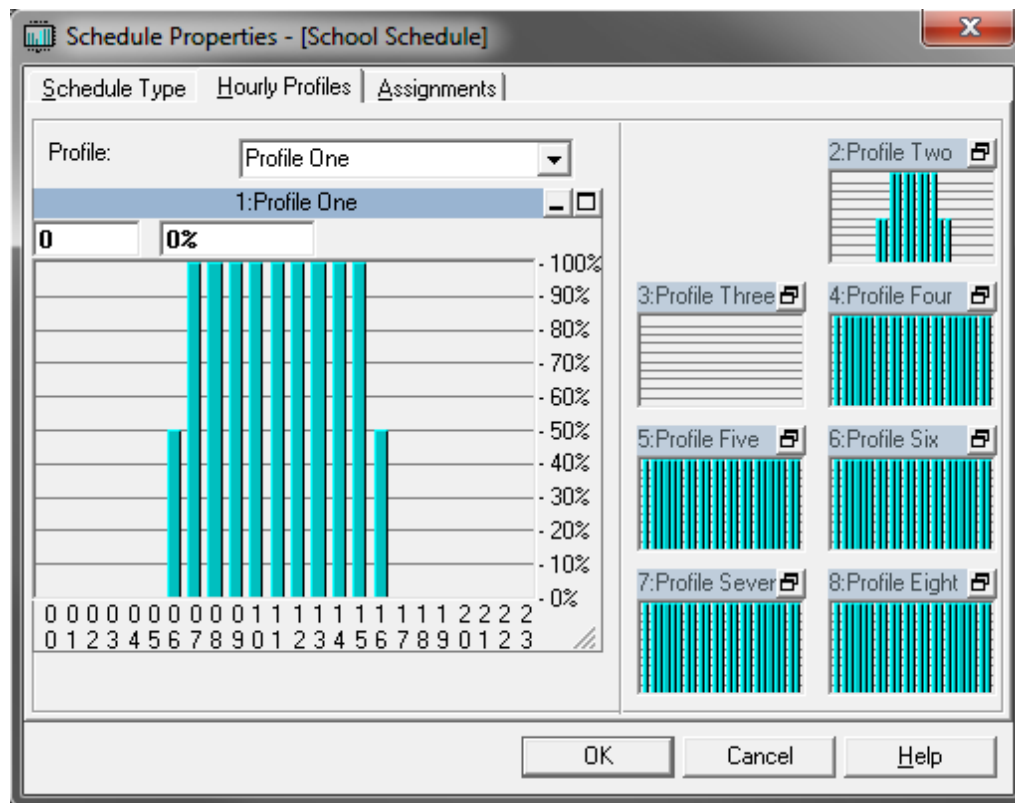 Schedule Properties - [School Schedule]
x
Schedule Type Hourly Profiles Assignments
Profile: Profile One
1:Profile One
0 0%
- 100%
- 90%
- 80%
- 70%
- 60%
- 50%
- 40%
- 30%
- 20%
- 10%
- 0%
0 0 0 0 0 0 0 0 0 0 1 1 1 1 1 1 1 1 1 1 2 2 2 2
0 1 2 3 4 5 6 7 8 9 0 1 2 3 4 5 6 7 8 9 0 1 2 3
2:Profile Two
3:Profile Three
4:Profile Four
5:Profile Five
6:Profile Six
7:Profile Sever
8:Profile Eight
OK Cancel Help